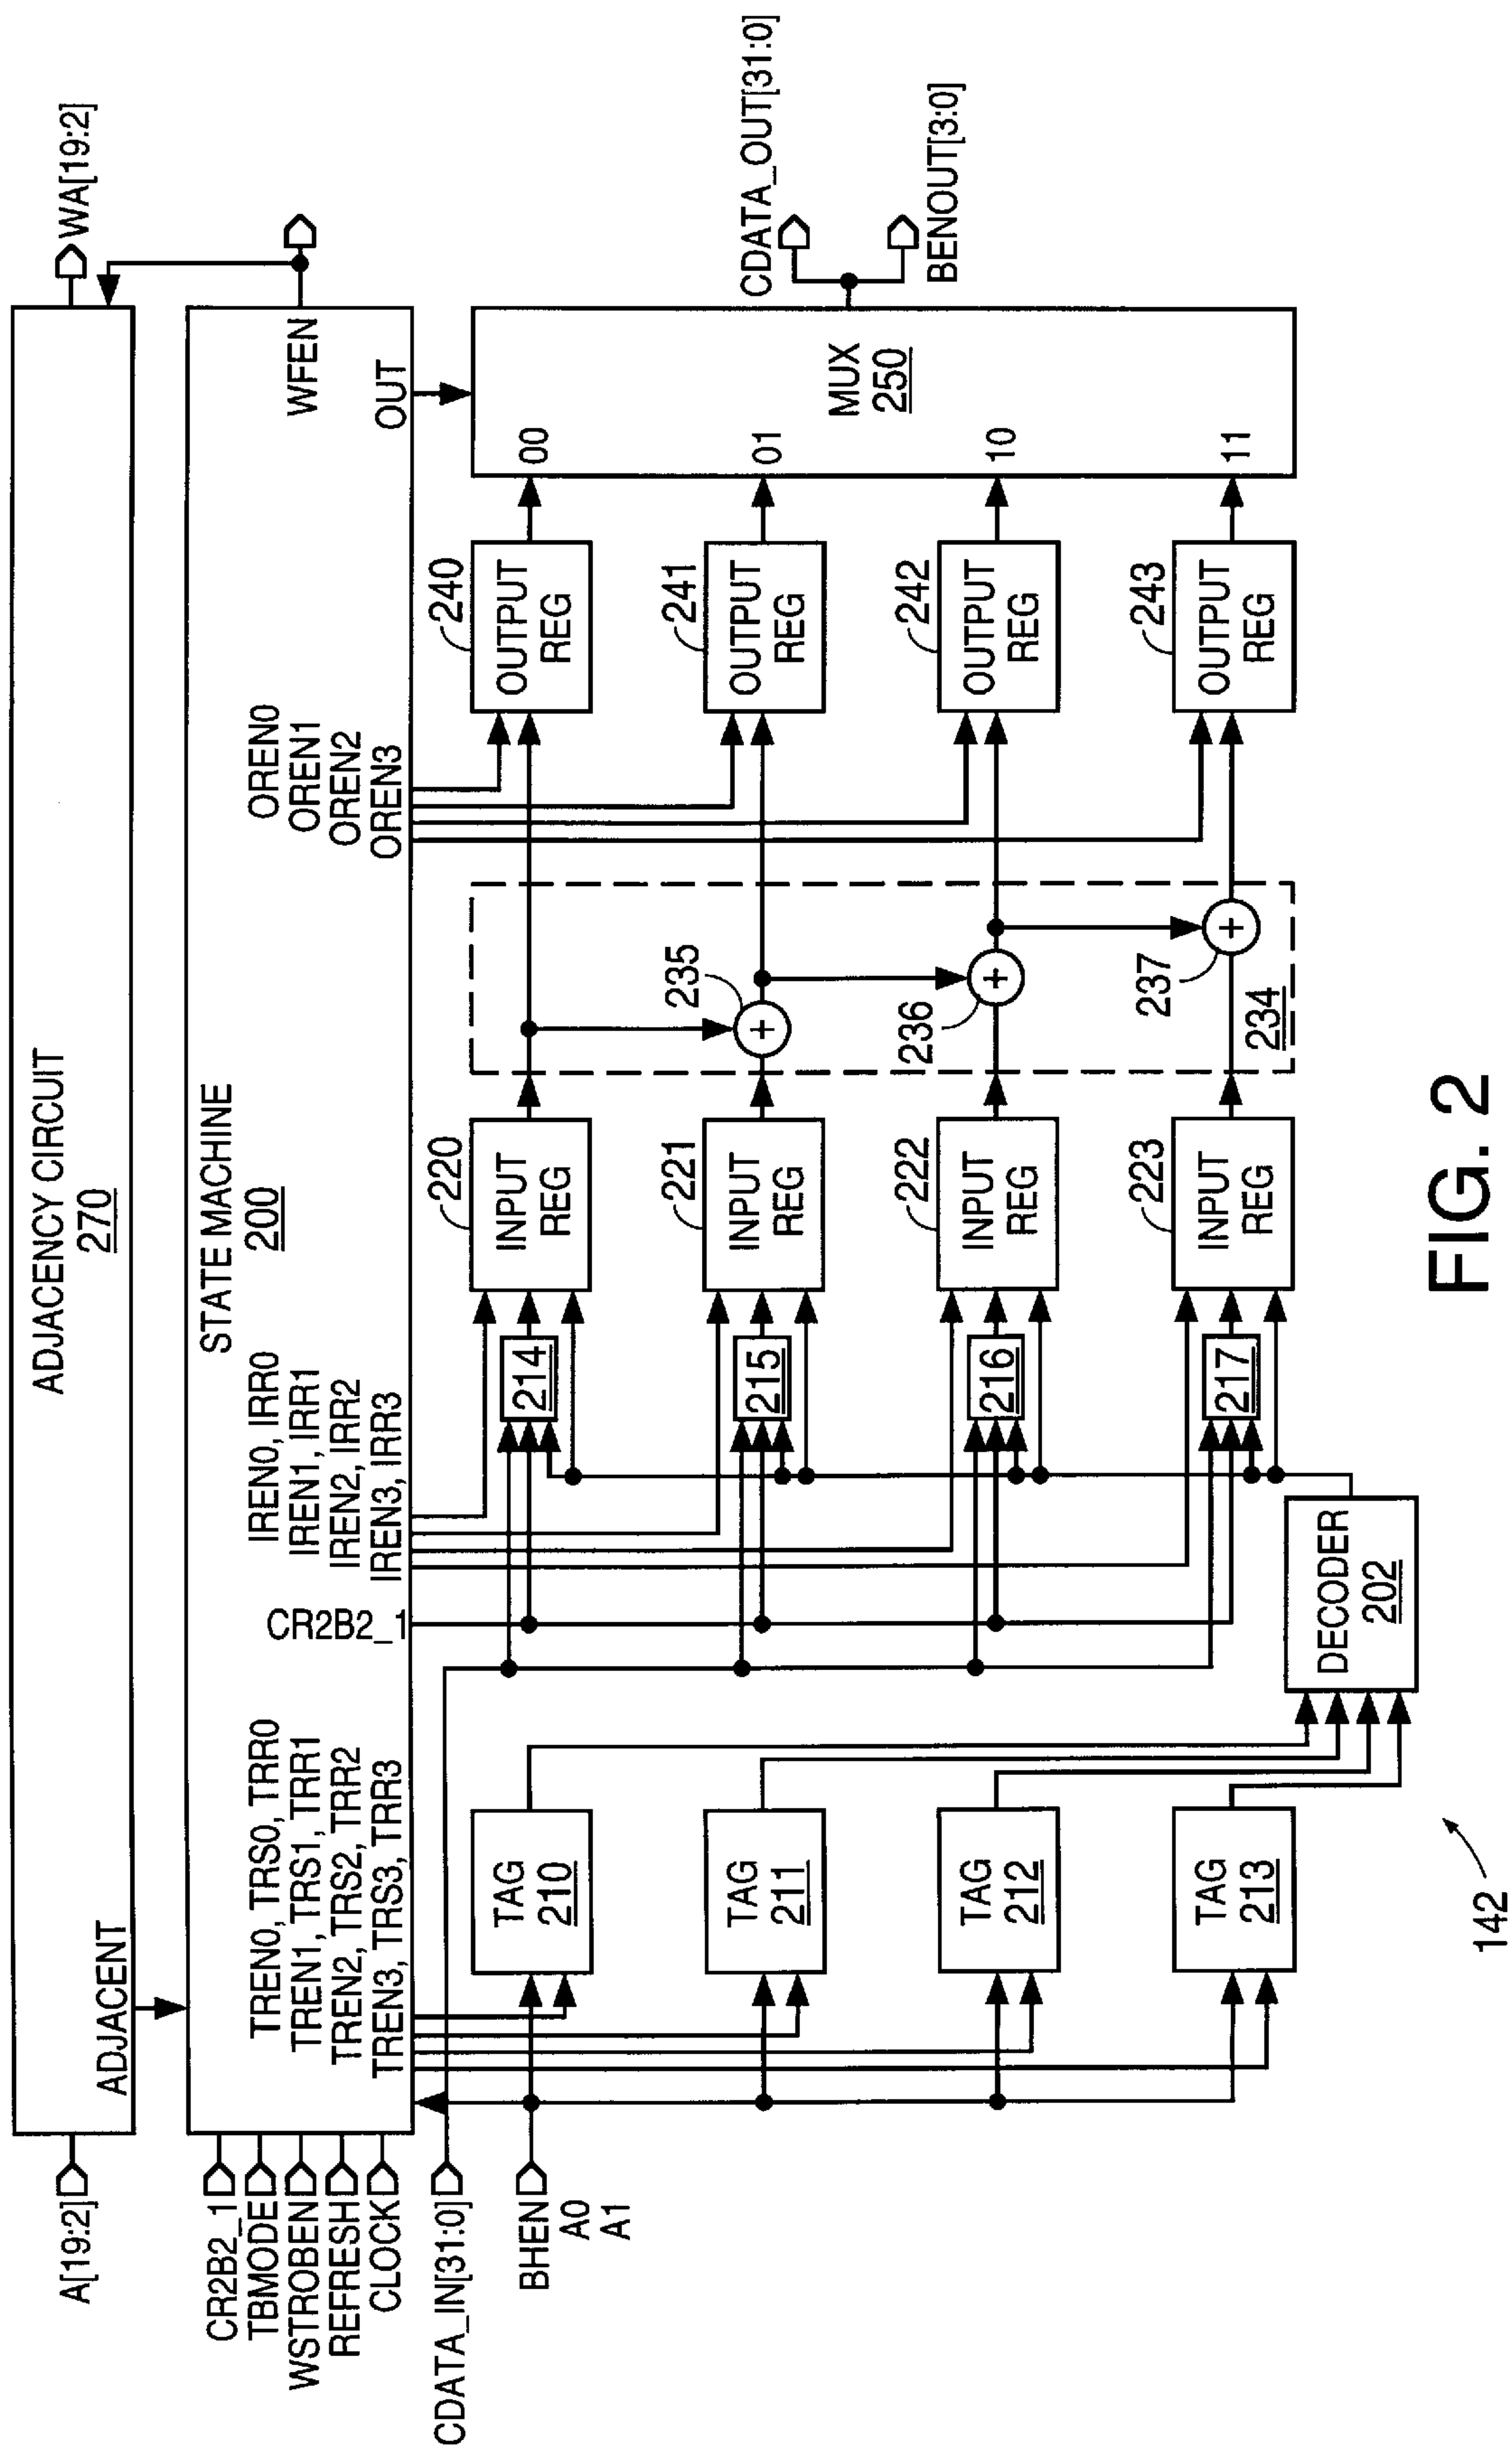 ADJACENCY CIRCUIT
270
A[19:2]
WA[19:2]
ADJACENT
STATE MACHINE
200
CR2B2_1
TBMODE
WSTROBEN
REFRESH
CLOCK
TREN0, TRS0, TRR0
TREN1, TRS1, TRR1
TREN2, TRS2, TRR2
TREN3, TRS3, TRR3
CR2B2_1
IREN0, IRR0
IREN1, IRR1
IREN2, IRR2
IREN3, IRR3
OREN0
OREN1
OREN2
OREN3
WFEN
OUT
CDATA_IN[31:0]
BHEN
A0
A1
TAG
210
214
220
INPUT
REG
240
OUTPUT
REG
00
TAG
211
215
221
INPUT
REG
235
+
241
OUTPUT
REG
01
TAG
212
216
222
INPUT
REG
236
+
242
OUTPUT
REG
10
TAG
213
217
223
INPUT
REG
237
+
234
243
OUTPUT
REG
11
MUX
250
CDATA_OUT[31:0]
BENOUT[3:0]
DECODER
202
142
FIG. 2